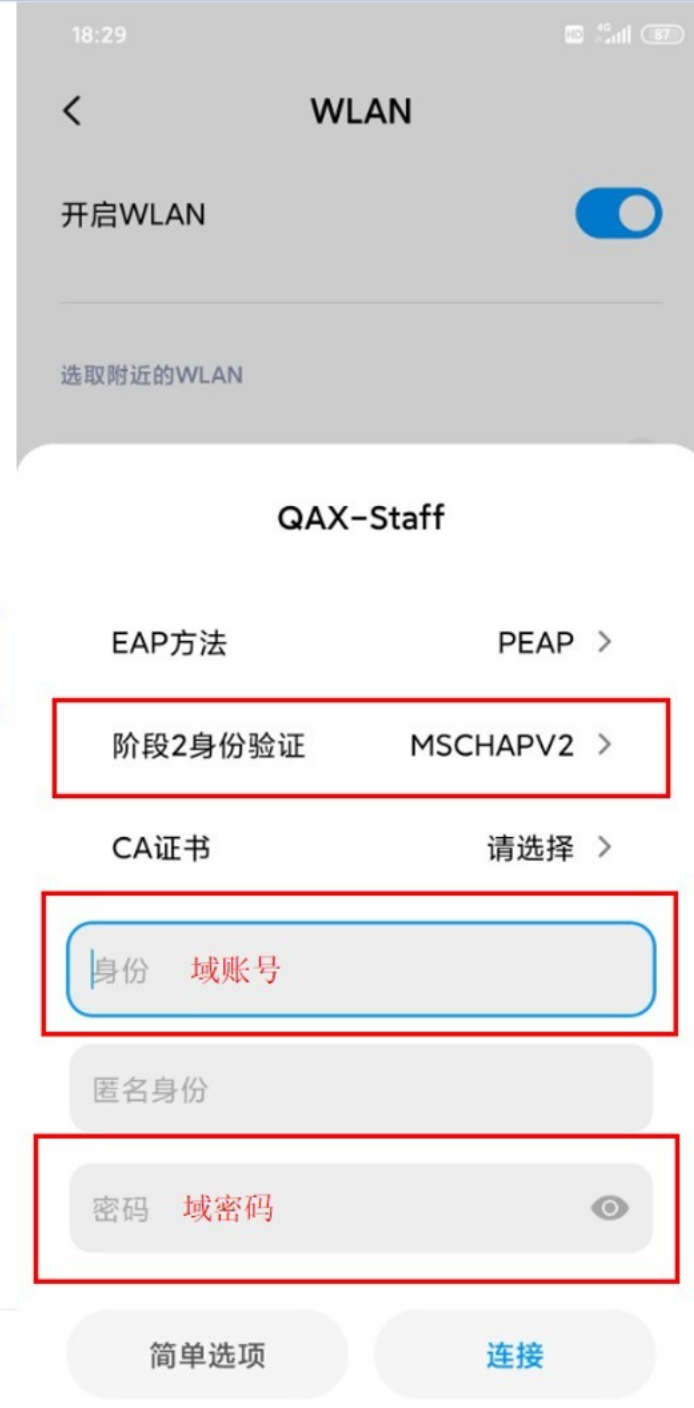 18:29 HD 4G 87
WLAN
开启WLAN
选取附近的WLAN
QAX-Staff
EAP方法 PEAP
阶段2身份验证 MSCHAPV2
CA证书 请选择
身份 域账号
匿名身份
密码 域密码
简单选项 连接